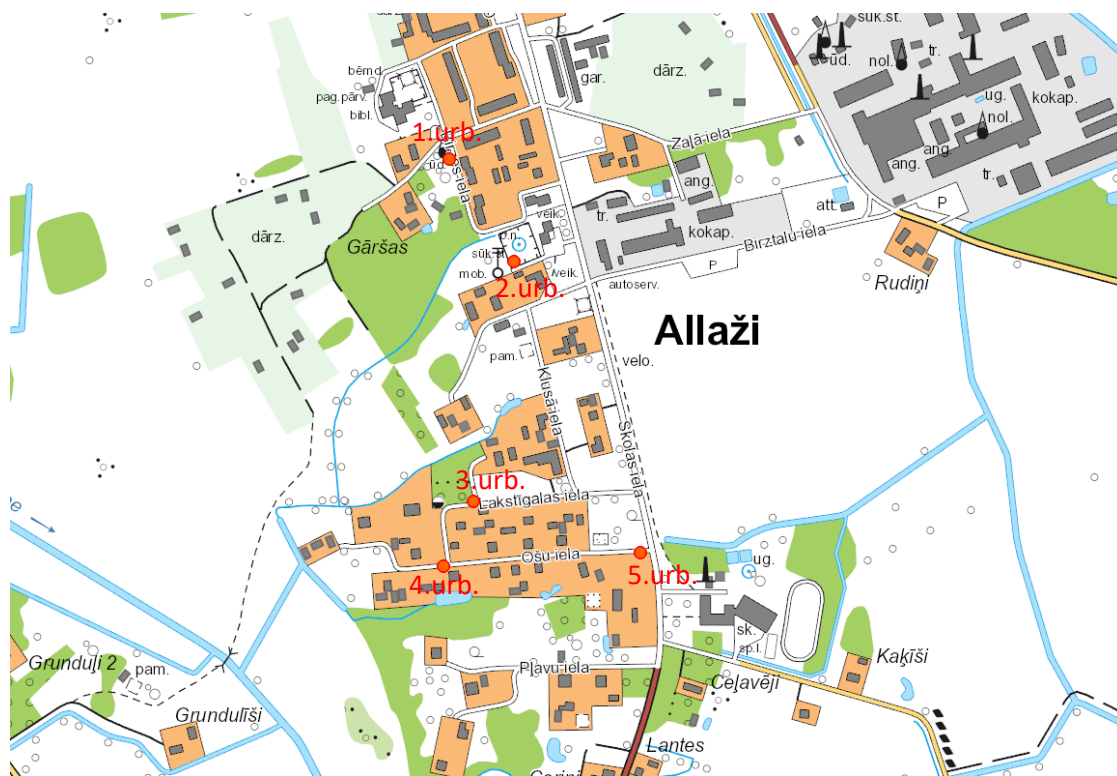 dārz.
sūk.st.
ūd.
nol.
tr.
ug.
nol.
kokap.
ang.
ang.
tr.
bērnd.
pag.pārv.
bibl.
gar.
dārz.
1.urb.
ūd.
Zaļā iela
ang.
att.
P
dārz.
Gāršas
veik.
tr.
kokap.
Birztalu iela
P
sūk.st.
mob.
veik.
2.urb.
autoserv.
Rudiņi
Allaži
pam.
velo.
Klusā iela
Skolas iela
3.urb.
Lakstīgalas iela
Ošu iela
4.urb.
5.urb.
ug.
sk.
sp.l.
Grunduļi 2
pam.
Grundulīši
Pļavu iela
Ceļavēji
Kaķīši
Lantes